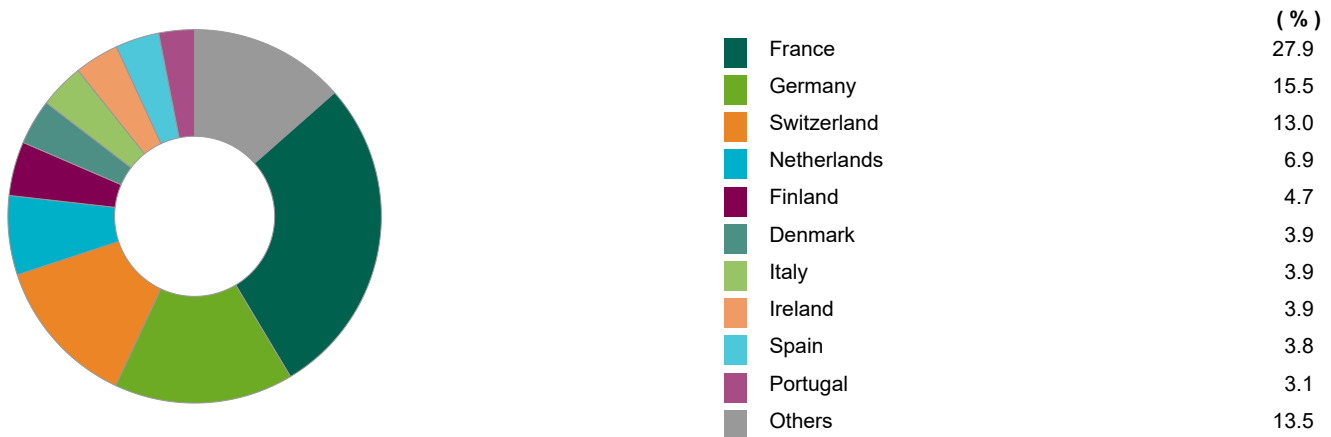 ( % )
France 27.9
Germany 15.5
Switzerland 13.0
Netherlands 6.9
Finland 4.7
Denmark 3.9
Italy 3.9
Ireland 3.9
Spain 3.8
Portugal 3.1
Others 13.5